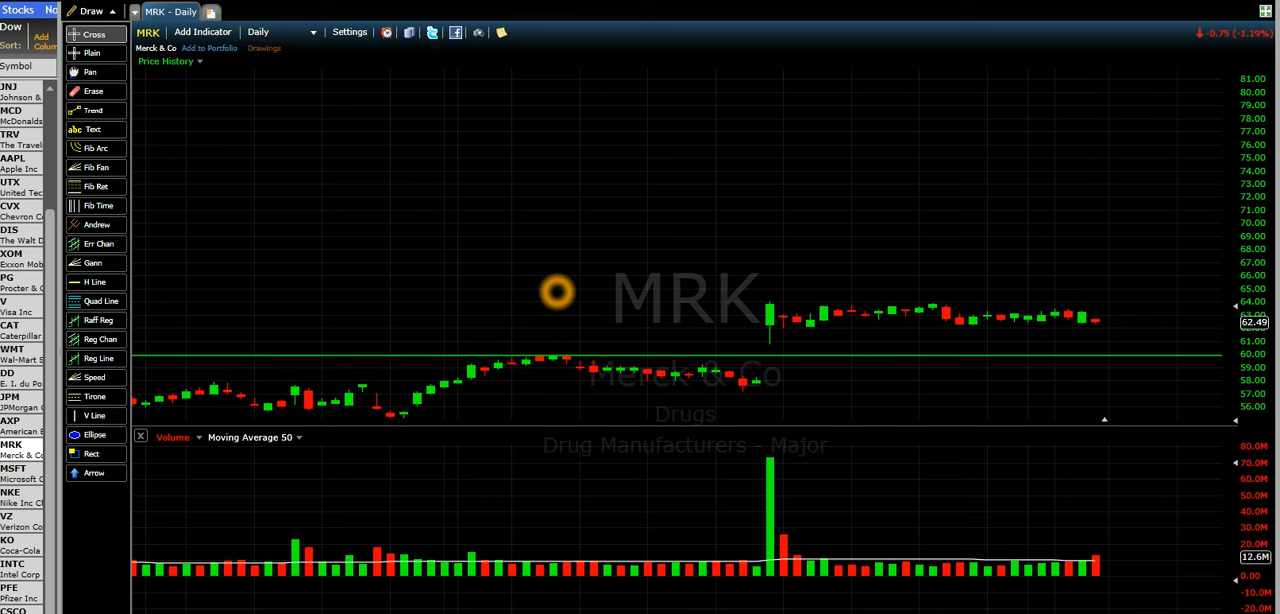 Stocks No
Dow
Sort:
Add
Colum
Symbol
JNJ
Johnson &
MCD
McDonalds
TRV
The Travel
AAPL
Apple Inc
UTX
United Tec
CVX
Chevron C
DIS
The Walt D
XOM
Exxon Mob
PG
Procter & G
V
Visa Inc
CAT
Caterpillar
WMT
Wal-Mart S
DD
E. I. du Po
JPM
JPMorgan C
AXP
American E
MRK
Merck & Co
MSFT
Microsoft C
NKE
Nike Inc Cl
VZ
Verizon Co
KO
Coca-Cola
INTC
Intel Corp
PFE
Pfizer Inc
CSCO
Draw
Cross
Plain
Pan
Erase
Trend
abc Text
Fib Arc
Fib Fan
Fib Ret
Fib Time
Andrew
Err Chan
Gann
H Line
Quad Line
Raff Reg
Reg Chan
Reg Line
Speed
Tirone
V Line
Ellipse
Rect
Arrow
MRK - Daily
MRK Add Indicator Daily Settings
-0.75 (-1.19%)
Merck & Co Add to Portfolio Drawings
Price History
MRK
Merck & Co
Drugs
Drug Manufacturers - Major
81.00
80.00
79.00
78.00
77.00
76.00
75.00
74.00
73.00
72.00
71.00
70.00
69.00
68.00
67.00
66.00
65.00
64.00
63.00
62.49
61.00
60.00
59.00
58.00
57.00
56.00
X Volume Moving Average 50
80.0M
70.0M
60.0M
50.0M
40.0M
30.0M
20.0M
12.6M
0.00
-10.0M
-20.0M